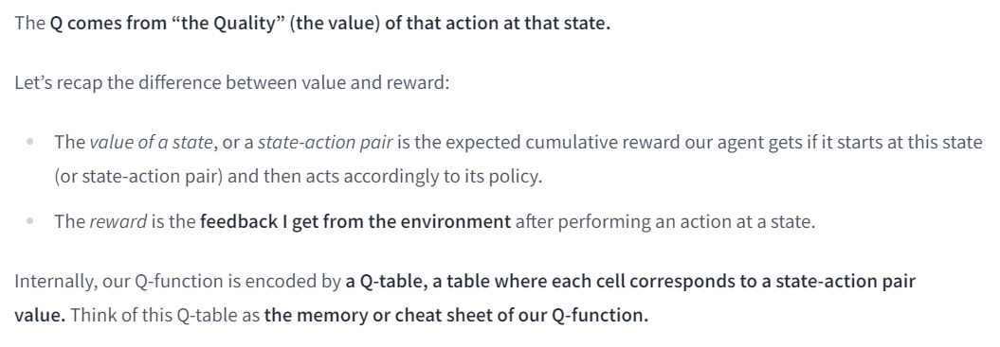 The Q comes from “the Quality” (the value) of that action at that state.
Let’s recap the difference between value and reward:
The value of a state, or a state-action pair is the expected cumulative reward our agent gets if it starts at this state
(or state-action pair) and then acts accordingly to its policy.
The reward is the feedback I get from the environment after performing an action at a state.
Internally, our Q-function is encoded by a Q-table, a table where each cell corresponds to a state-action pair
value. Think of this Q-table as the memory or cheat sheet of our Q-function.